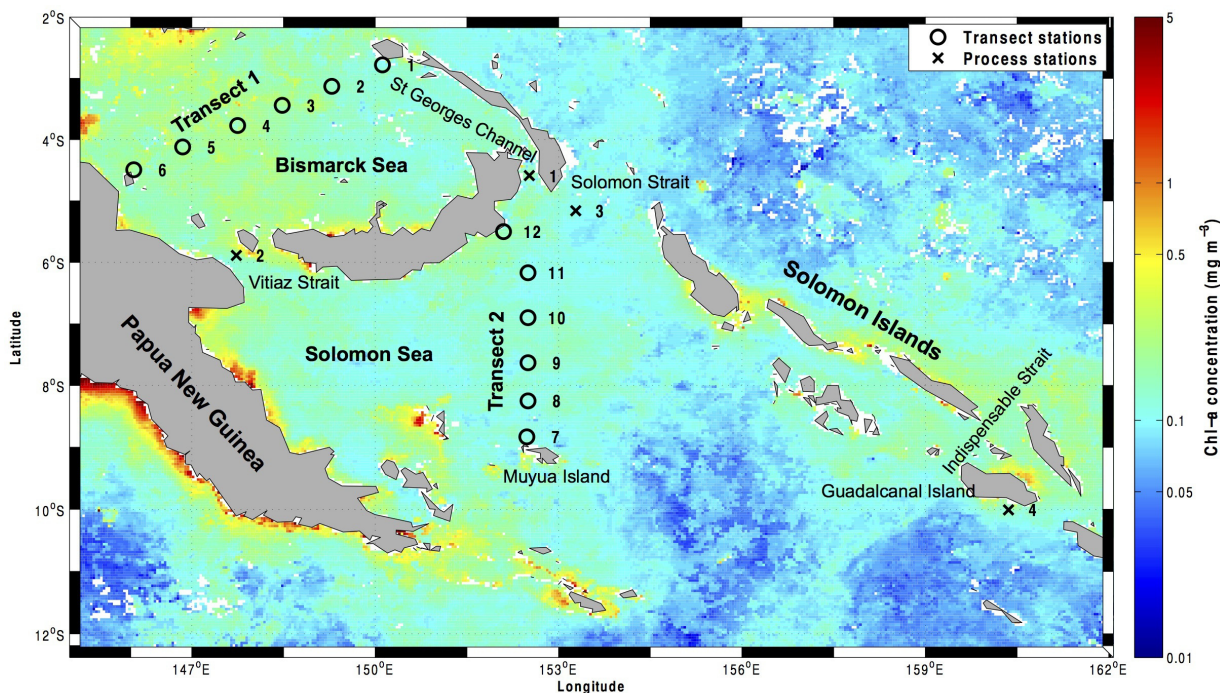 2°S
4°S
6°S
8°S
10°S
12°S
Latitude
147°E
150°E
153°E
156°E
159°E
162°E
Longitude
Transect stations
Process stations
Transect 1
1
2
3
4
5
6
St Georges Channel
Bismarck Sea
1
Solomon Strait
3
2
Vitiaz Strait
12
11
10
9
8
7
Transect 2
Solomon Sea
Papua New Guinea
Muyua Island
Solomon Islands
Indispensable Strait
Guadalcanal Island
4
5
1
0.5
0.1
0.05
0.01
Chl-a concentration (mg m⁻³)